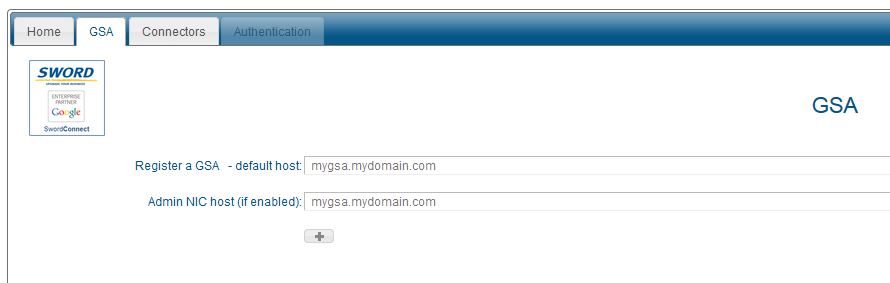 Home GSA Connectors Authentication
SWORD
ENTERPRISE
PARTNER
Google
SwordConnect
GSA
Register a GSA - default host: mygsa.mydomain.com
Admin NIC host (if enabled): mygsa.mydomain.com
+